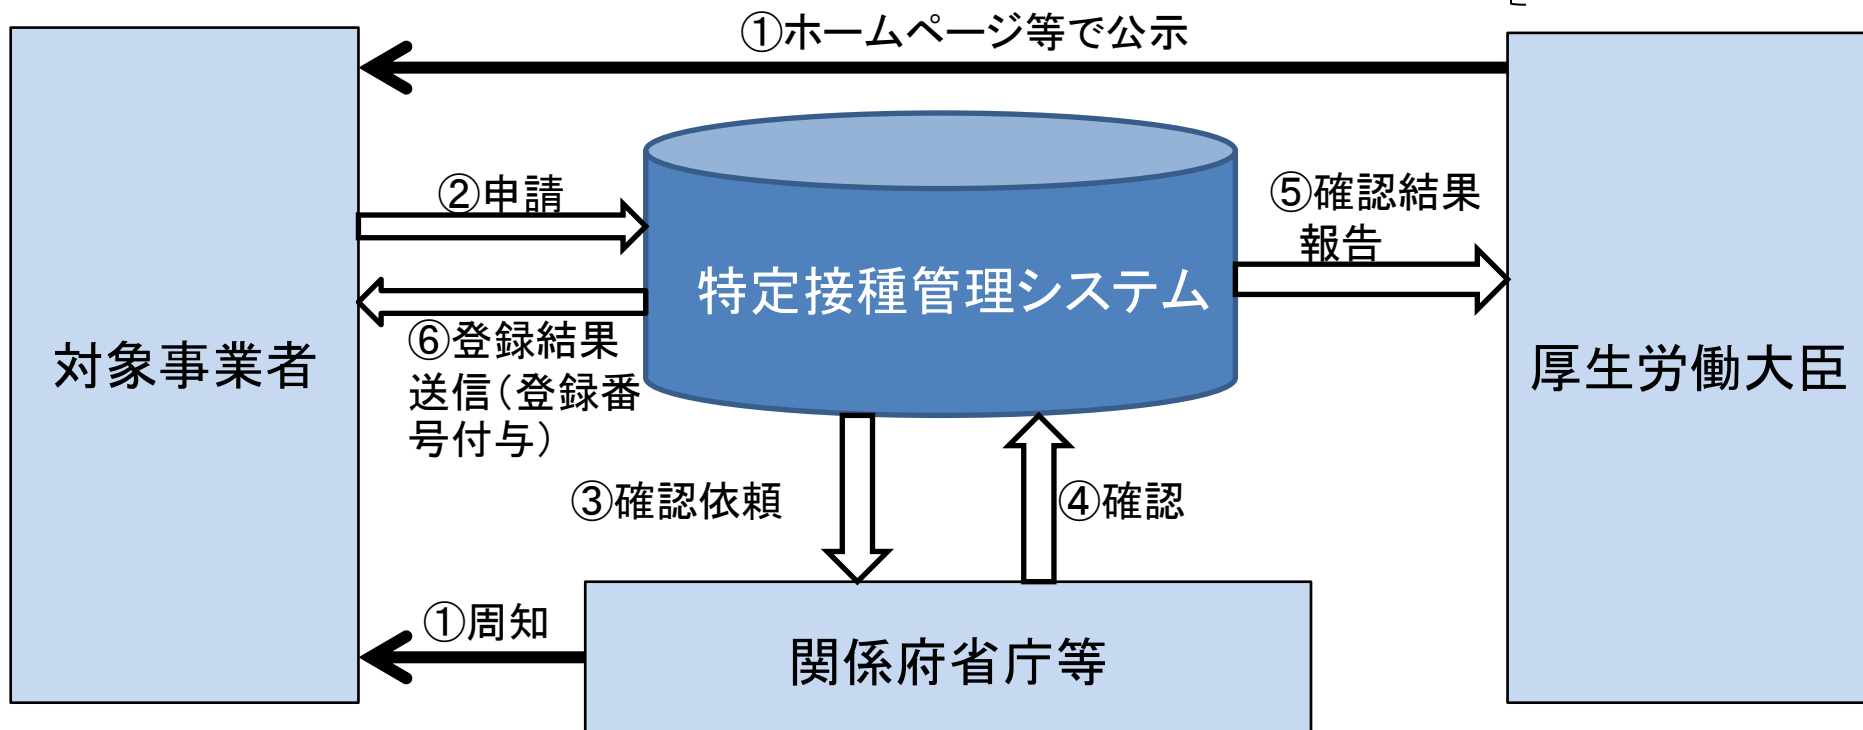 ①ホームページ等で公示
②申請
⑤確認結果
報告
特定接種管理システム
⑥登録結果
送信(登録番
号付与)
対象事業者
厚生労働大臣
③確認依頼
④確認
①周知
関係府省庁等